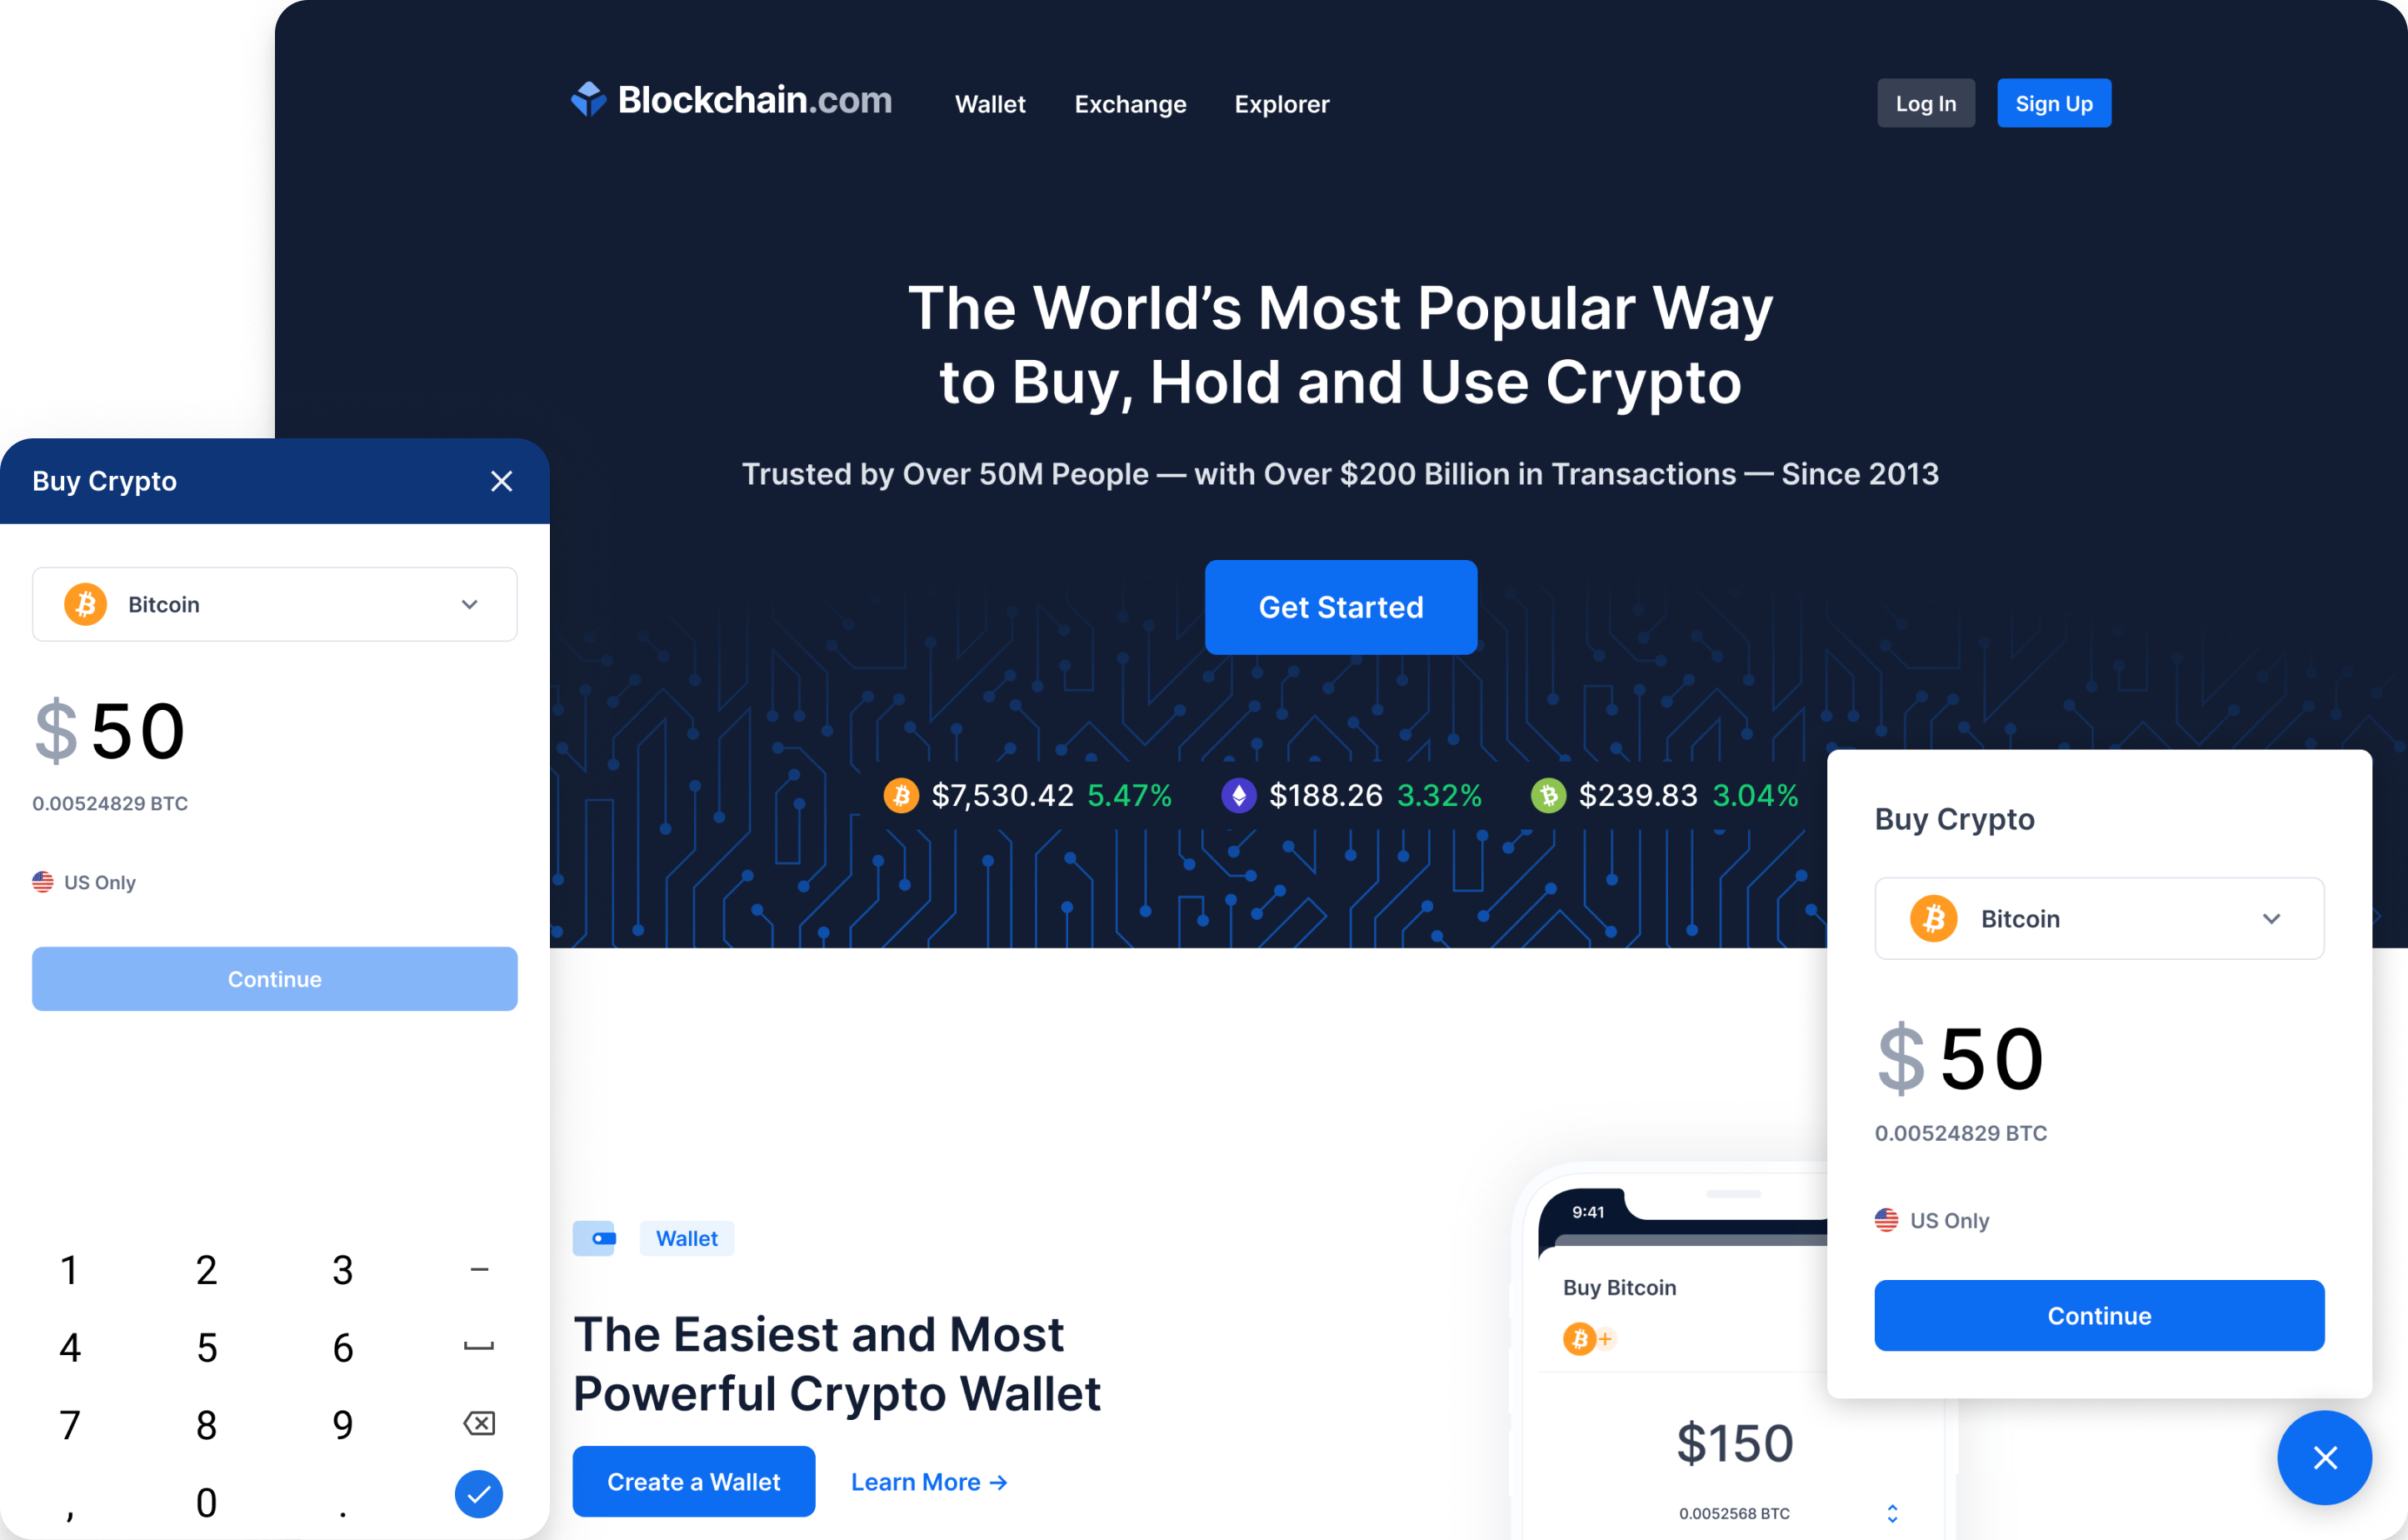 Blockchain.com
Wallet Exchange Explorer
Log In Sign Up
The World’s Most Popular Way
to Buy, Hold and Use Crypto
Trusted by Over 50M People — with Over $200 Billion in Transactions — Since 2013
Get Started
$7,530.42 5.47% $188.26 3.32% $239.83 3.04%
Buy Crypto
Bitcoin
$50
0.00524829 BTC
US Only
Continue
1 2 3 –
4 5 6
7 8 9
, 0 .
Wallet
The Easiest and Most
Powerful Crypto Wallet
Create a Wallet Learn More →
9:41
Buy Bitcoin
$150
0.0052568 BTC
Buy Crypto
Bitcoin
$50
0.00524829 BTC
US Only
Continue